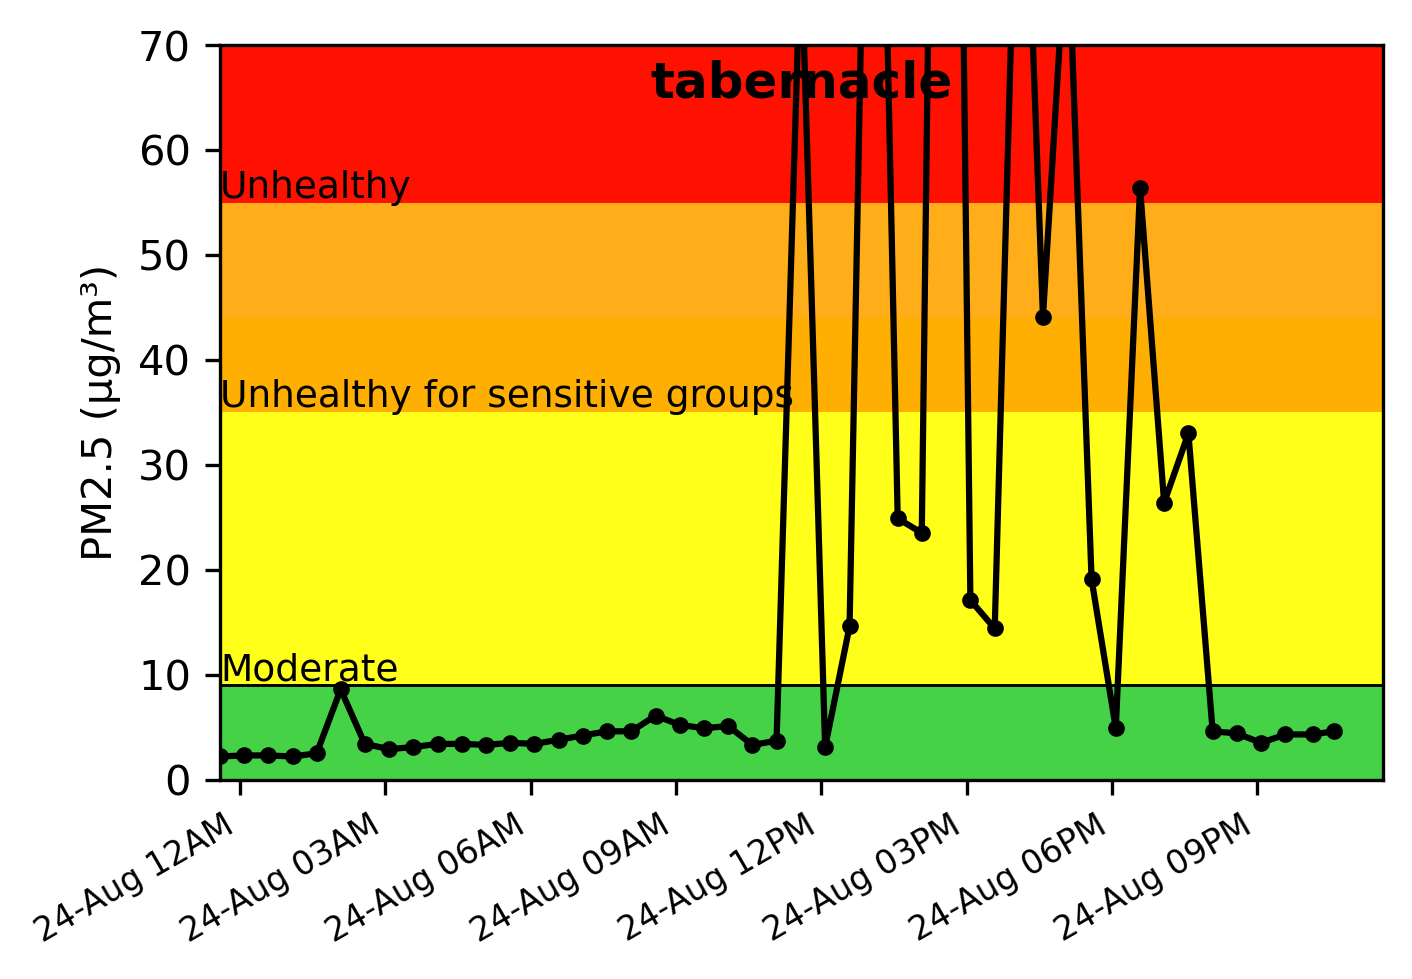 tabernacle
70
60
Unhealthy
50
40
Unhealthy for sensitive groups
30
20
10
Moderate
0
PM2.5 (µg/m³)
24-Aug 12AM
24-Aug 03AM
24-Aug 06AM
24-Aug 09AM
24-Aug 12PM
24-Aug 03PM
24-Aug 06PM
24-Aug 09PM